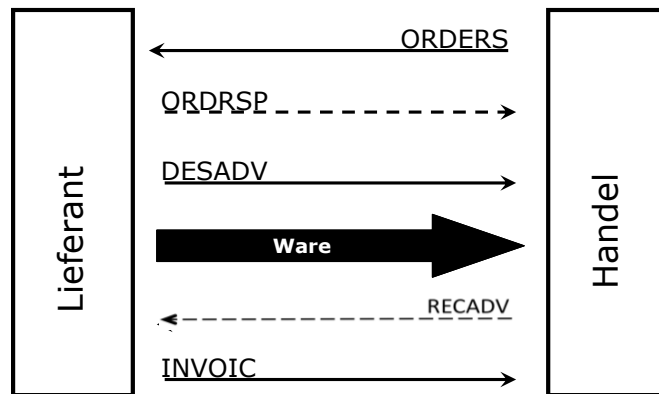 Lieferant
ORDERS
ORDRSP
DESADV
Ware
RECADV
INVOIC
Handel